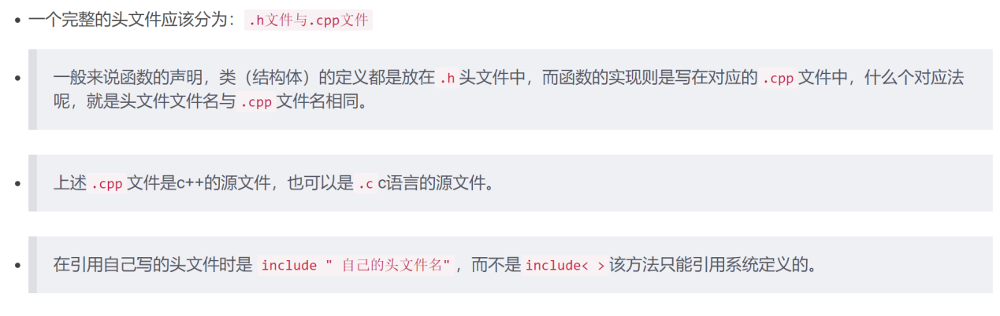 一个完整的头文件应该分为：.h文件与.cpp文件
一般来说函数的声明，类（结构体）的定义都是放在 .h 头文件中，而函数的实现则是写在对应的 .cpp 文件中，什么个对应法
呢，就是头文件文件名与 .cpp 文件名相同。
上述 .cpp 文件是c++的源文件，也可以是 .c c语言的源文件。
在引用自己写的头文件时是 include " 自己的头文件名"，而不是 include< > 该方法只能引用系统定义的。